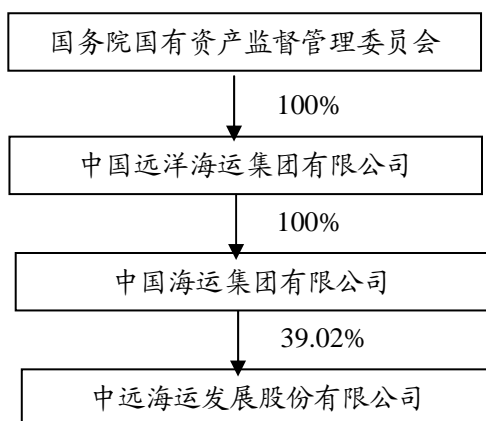 国务院国有资产监督管理委员会
100%
中国远洋海运集团有限公司
100%
中国海运集团有限公司
39.02%
中远海运发展股份有限公司